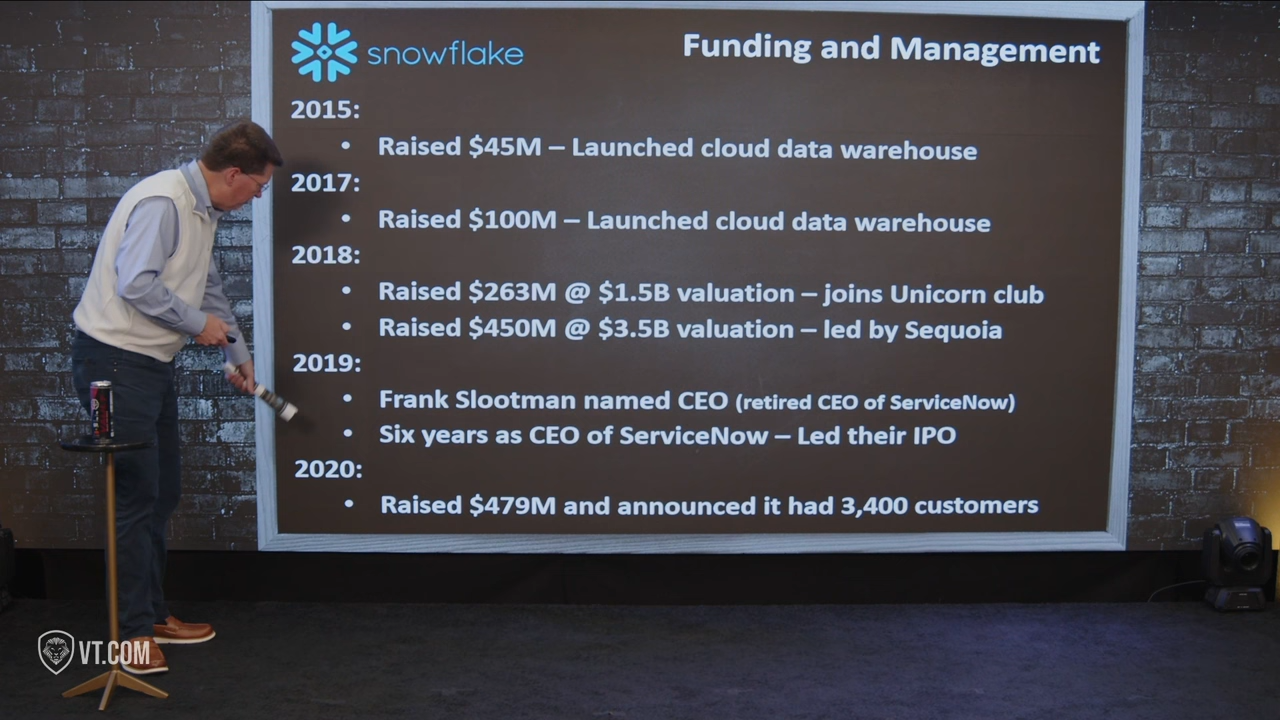 snowflake
Funding and Management
2015:
• Raised $45M – Launched cloud data warehouse
2017:
• Raised $100M – Launched cloud data warehouse
2018:
• Raised $263M @ $1.5B valuation – joins Unicorn club
• Raised $450M @ $3.5B valuation – led by Sequoia
2019:
• Frank Slootman named CEO (retired CEO of ServiceNow)
• Six years as CEO of ServiceNow – Led their IPO
2020:
• Raised $479M and announced it had 3,400 customers
VT.COM